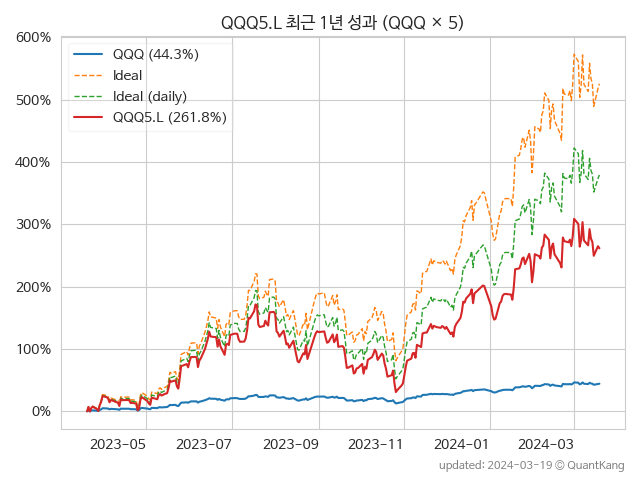 QQQ5.L 최근 1년 성과 (QQQ × 5)
600%
500%
400%
300%
200%
100%
0%
QQQ (44.3%)
Ideal
Ideal (daily)
QQQ5.L (261.8%)
2023-05
2023-07
2023-09
2023-11
2024-01
2024-03
updated: 2024-03-19 © QuantKang